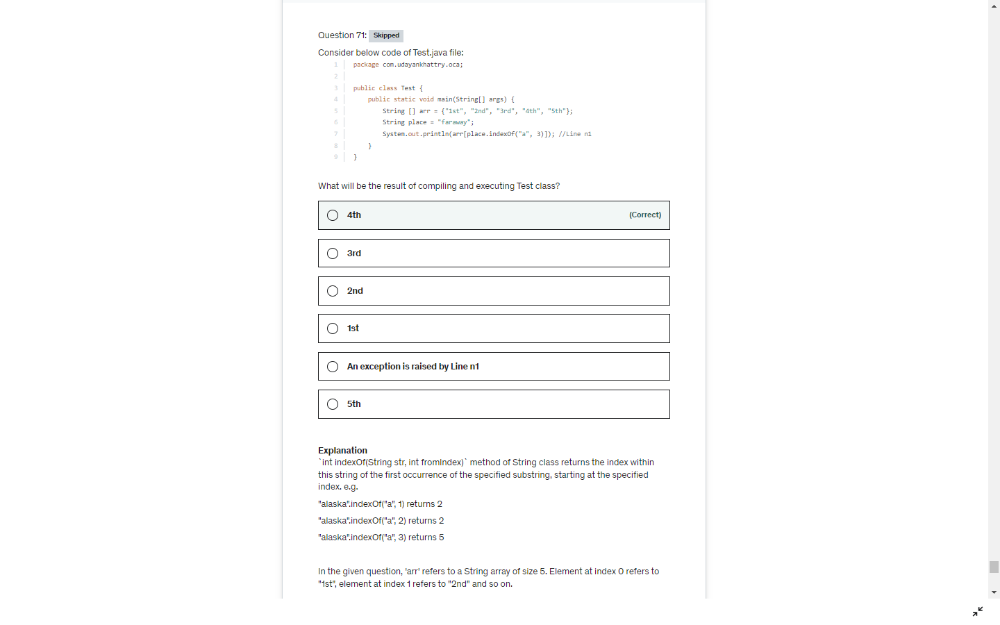 Question 71: Skipped
Consider below code of Test.java file:
1 package com.udayankhattry.oca;
2
3 public class Test {
4 public static void main(String[] args) {
5 String [] arr = {"1st", "2nd", "3rd", "4th", "5th"};
6 String place = "faraway";
7 System.out.println(arr[place.indexOf("a", 3)]); //Line n1
8 }
9 }
What will be the result of compiling and executing Test class?
4th (Correct)
3rd
2nd
1st
An exception is raised by Line n1
5th
Explanation
`int indexOf(String str, int fromIndex)` method of String class returns the index within
this string of the first occurrence of the specified substring, starting at the specified
index. e.g.
"alaska".indexOf("a", 1) returns 2
"alaska".indexOf("a", 2) returns 2
"alaska".indexOf("a", 3) returns 5
In the given question, 'arr' refers to a String array of size 5. Element at index 0 refers to
"1st", element at index 1 refers to "2nd" and so on.